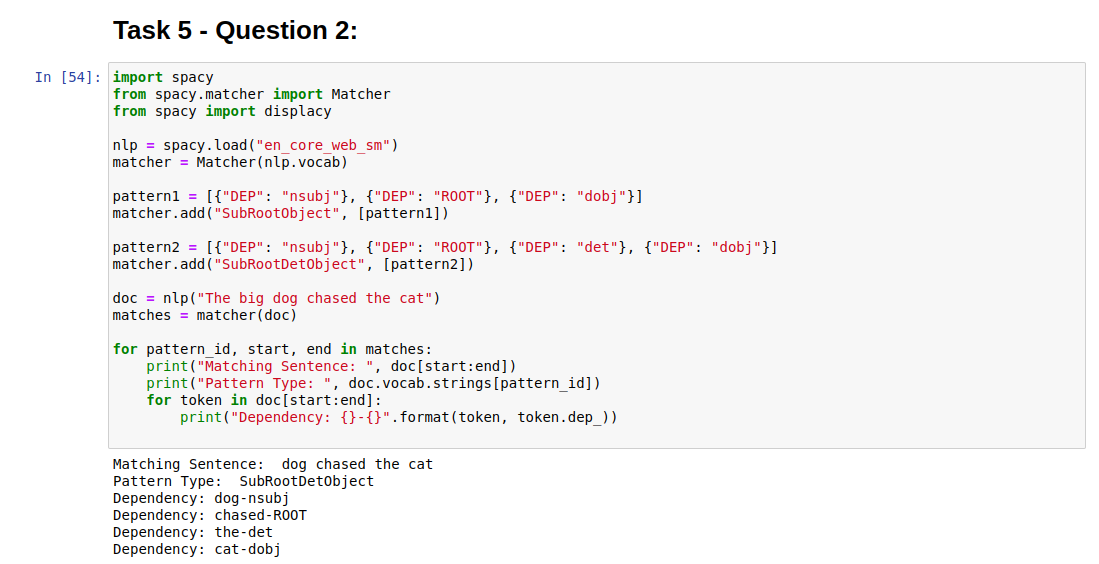 Task 5 - Question 2:
In [54]:
import spacy
from spacy.matcher import Matcher
from spacy import displacy
nlp = spacy.load("en_core_web_sm")
matcher = Matcher(nlp.vocab)
pattern1 = [{"DEP": "nsubj"}, {"DEP": "ROOT"}, {"DEP": "dobj"}]
matcher.add("SubRootObject", [pattern1])
pattern2 = [{"DEP": "nsubj"}, {"DEP": "ROOT"}, {"DEP": "det"}, {"DEP": "dobj"}]
matcher.add("SubRootDetObject", [pattern2])
doc = nlp("The big dog chased the cat")
matches = matcher(doc)
for pattern_id, start, end in matches:
    print("Matching Sentence: ", doc[start:end])
    print("Pattern Type: ", doc.vocab.strings[pattern_id])
    for token in doc[start:end]:
        print("Dependency: {}-{}".format(token, token.dep_))
Matching Sentence:  dog chased the cat
Pattern Type:  SubRootDetObject
Dependency: dog-nsubj
Dependency: chased-ROOT
Dependency: the-det
Dependency: cat-dobj